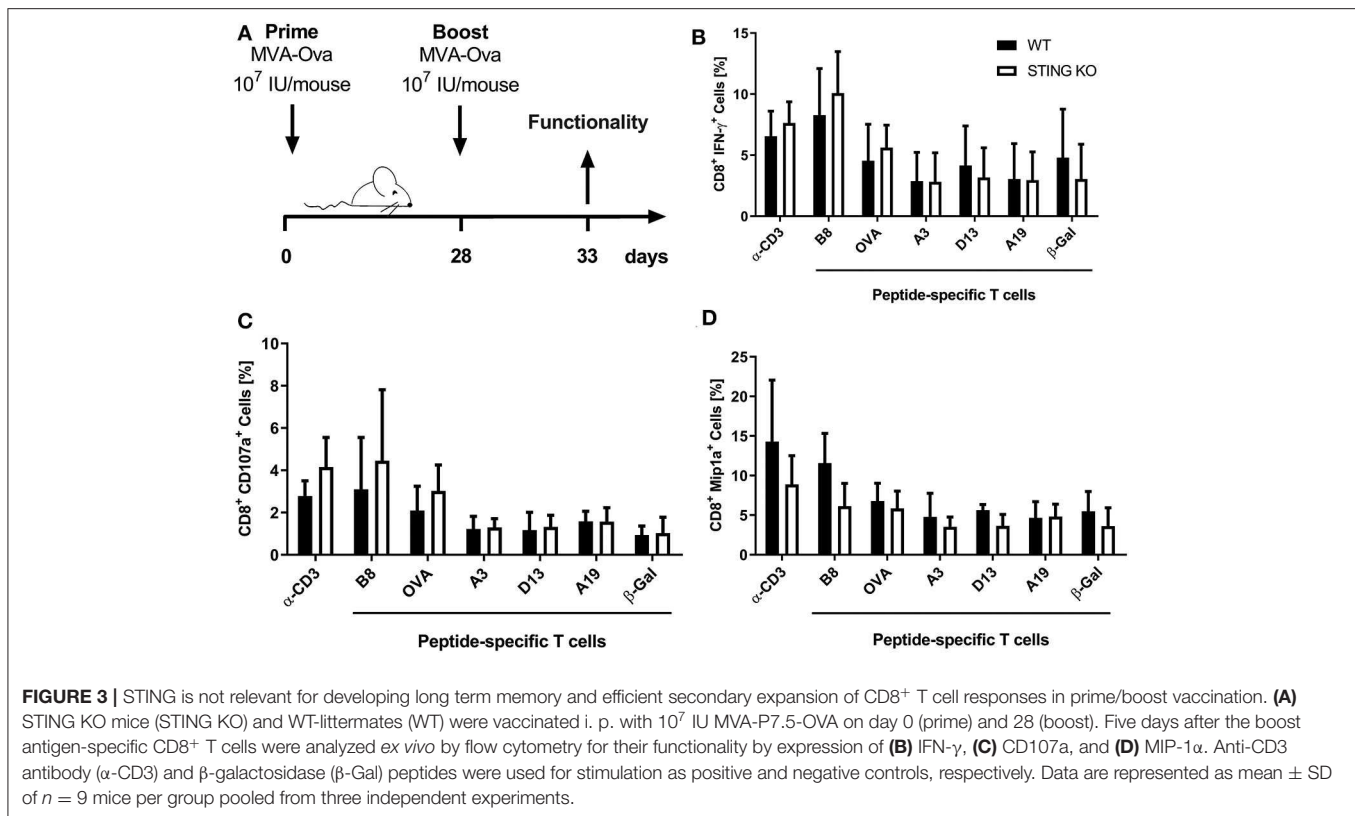 A
Prime
MVA-Ova
10⁷ IU/mouse
Boost
MVA-Ova
10⁷ IU/mouse
Functionality
0
28
33
days
B
WT
STING KO
CD8⁺ IFN-γ⁺ Cells [%]
15
10
5
0
α-CD3
B8
OVA
A3
D13
A19
β-Gal
Peptide-specific T cells
C
CD8⁺ CD107a⁺ Cells [%]
10
8
6
4
2
0
α-CD3
B8
OVA
A3
D13
A19
β-Gal
Peptide-specific T cells
D
CD8⁺ Mip1a⁺ Cells [%]
25
20
15
10
5
0
α-CD3
B8
OVA
A3
D13
A19
β-Gal
Peptide-specific T cells
FIGURE 3 | STING is not relevant for developing long term memory and efficient secondary expansion of CD8⁺ T cell responses in prime/boost vaccination. (A)
STING KO mice (STING KO) and WT-littermates (WT) were vaccinated i. p. with 10⁷ IU MVA-P7.5-OVA on day 0 (prime) and 28 (boost). Five days after the boost
antigen-specific CD8⁺ T cells were analyzed ex vivo by flow cytometry for their functionality by expression of (B) IFN-γ, (C) CD107a, and (D) MIP-1α. Anti-CD3
antibody (α-CD3) and β-galactosidase (β-Gal) peptides were used for stimulation as positive and negative controls, respectively. Data are represented as mean ± SD
of n = 9 mice per group pooled from three independent experiments.